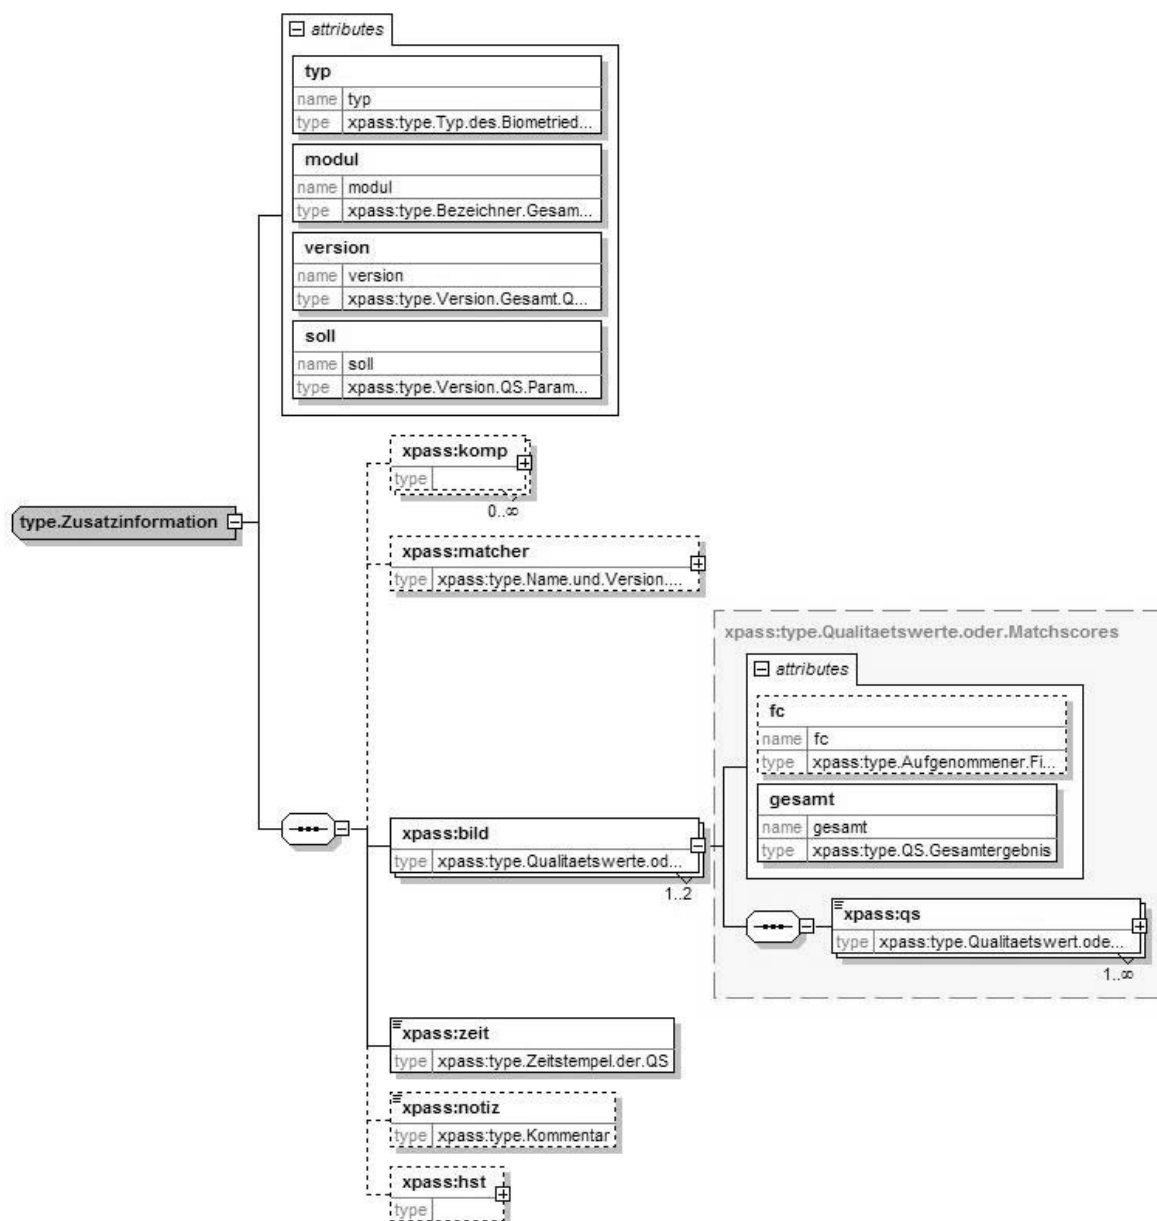 attributes
typ
name typ
type xpass:type.Typ.des.Biometried...
modul
name modul
type xpass:type.Bezeichner.Gesam...
version
name version
type xpass:type.Version.Gesamt.Q...
soll
name soll
type xpass:type.Version.QS.Param...
type.Zusatzinformation
xpass:komp
type
0..∞
xpass:matcher
type xpass:type.Name.und.Version....
xpass:bild
type xpass:type.Qualitaetswerte.od...
1..2
xpass:type.Qualitaetswerte.oder.Matchscores
attributes
fc
name fc
type xpass:type.Aufgenommener.Fi...
gesamt
name gesamt
type xpass:type.QS.Gesamtergebnis
xpass:qs
type xpass:type.Qualitaetswert.ode...
1..∞
xpass:zeit
type xpass:type.Zeitstempel.der.QS
xpass:notiz
type xpass:type.Kommentar
xpass:hst
type